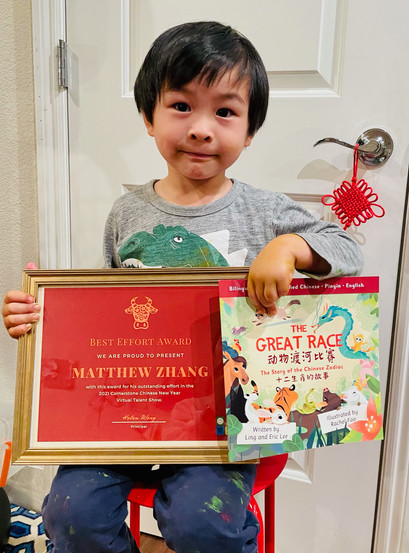 BEST EFFORT AWARD
WE ARE PROUD TO PRESENT
MATTHEW ZHANG
with this award for his outstanding effort in the
2021 Cornerstone Chinese New Year
Virtual Talent Show.
Principal
Chinese • Pinyin • English
THE
GREAT RACE
动物渡河比赛
The Story of the Chinese Zodiac
十二生肖的故事
Written by
Ling and Eric Lee
Illustrated by
Rachel Foo